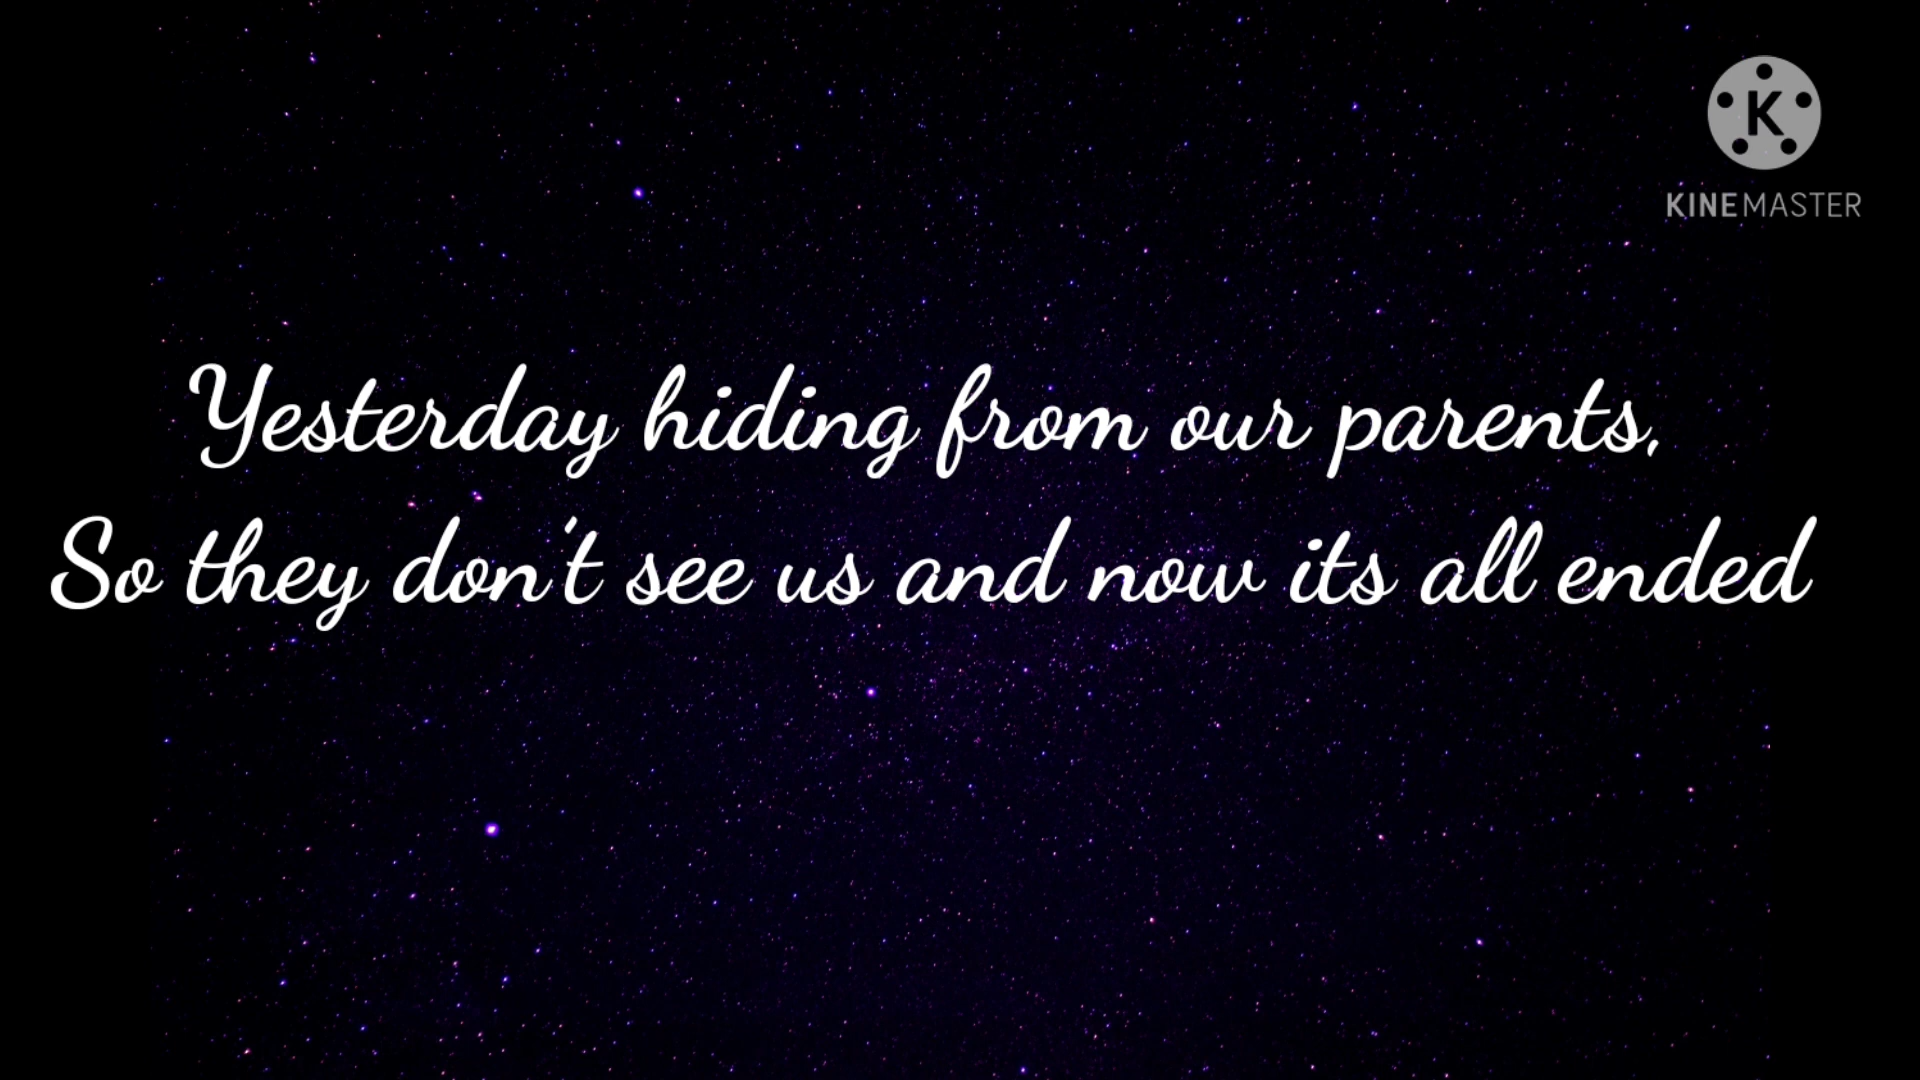 K
KINEMASTER
Yesterday hiding from our parents,
So they don't see us and now its all ended